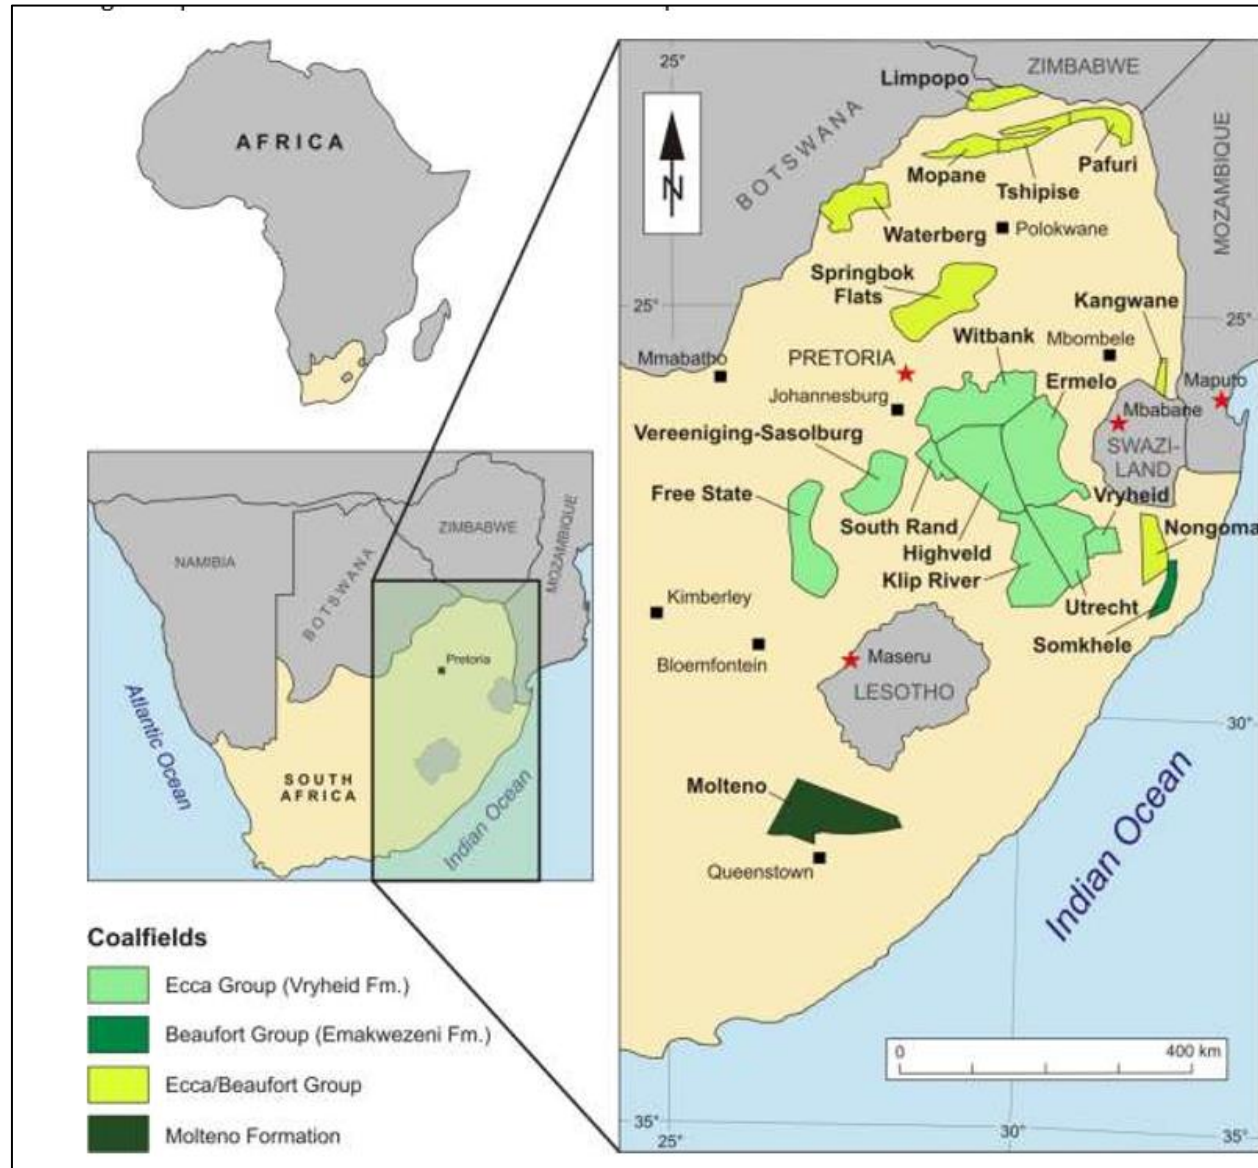 AFRICA
NAMIBIA
BOTSWANA
ZIMBABWE
MOZAMBIQUE
Pretoria
Atlantic Ocean
SOUTH
AFRICA
Indian Ocean
Coalfields
Ecca Group (Vryheid Fm.)
Beaufort Group (Emakwezeni Fm.)
Ecca/Beaufort Group
Molteno Formation
25°
ZIMBABWE
Limpopo
BOTSWANA
MOZAMBIQUE
N
Mopane
Tshipise
Pafuri
Waterberg
Polokwane
Springbok
Flats
25°
Kangwane
25°
Witbank
Mbombele
Mmabatho
PRETORIA
Ermelo
Maputo
Johannesburg
Mbabane
Vereeniging-Sasolburg
SWAZI-
LAND
Free State
Vryheid
South Rand
Nongoma
Highveld
Klip River
Kimberley
Utrecht
Somkhele
Bloemfontein
Maseru
LESOTHO
30°
Molteno
Queenstown
Indian Ocean
0
400 km
35°
25°
30°
35°